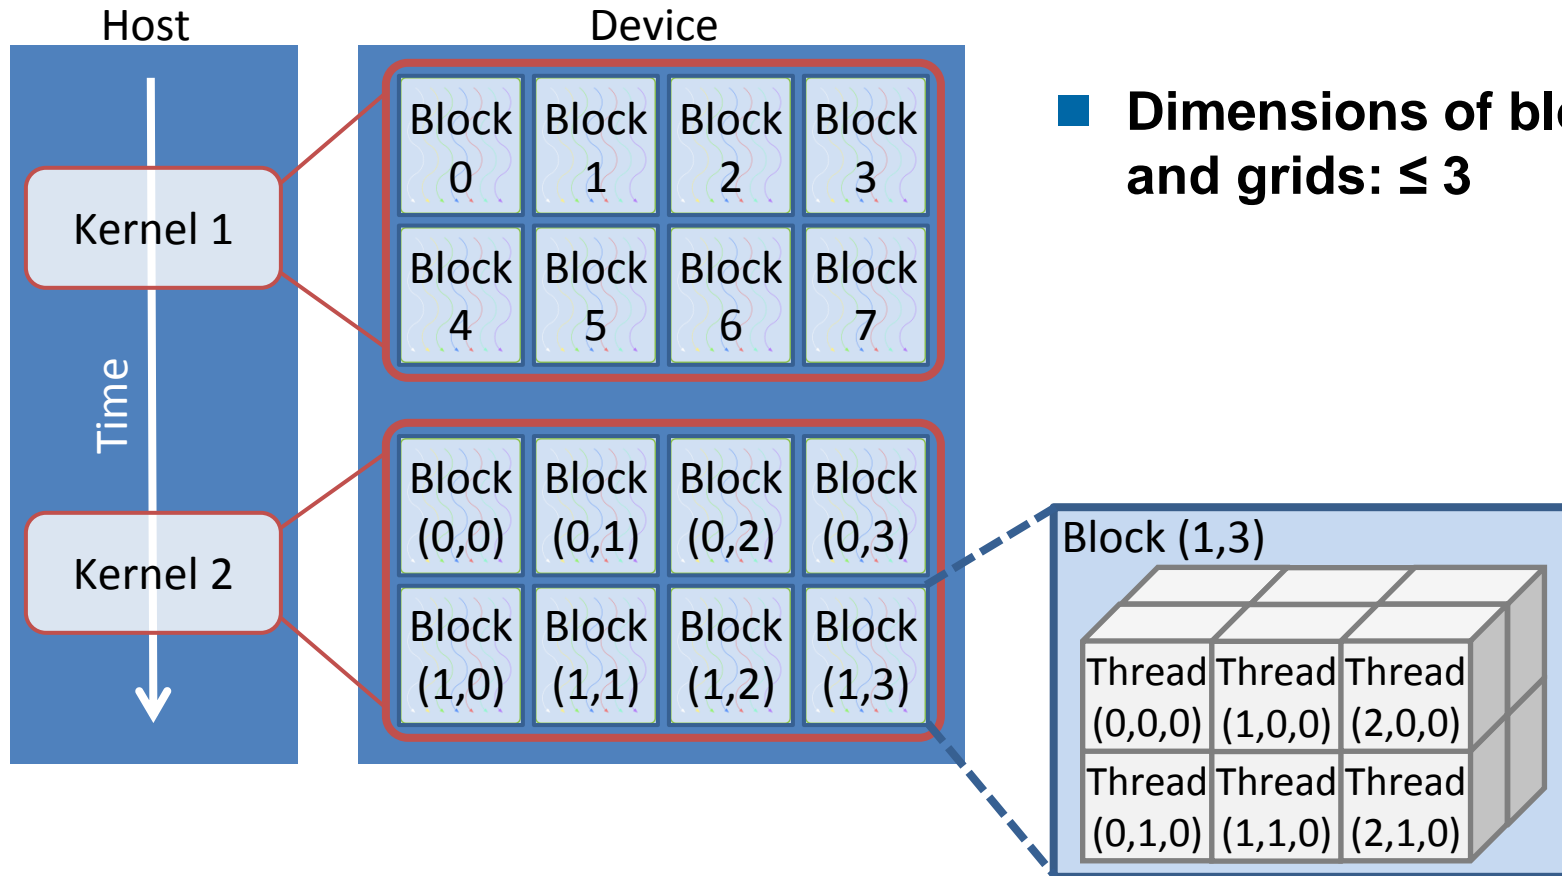 Host
Device
Dimensions of
and grids: ≤ 3
Kernel 1
Block
0
Block
1
Block
2
Block
3
Block
4
Block
5
Block
6
Block
7
Time
Kernel 2
Block
(0,0)
Block
(0,1)
Block
(0,2)
Block
(0,3)
Block
(1,0)
Block
(1,1)
Block
(1,2)
Block
(1,3)
Block (1,3)
Thread
(0,0,0)
Thread
(1,0,0)
Thread
(2,0,0)
Thread
(0,1,0)
Thread
(1,1,0)
Thread
(2,1,0)